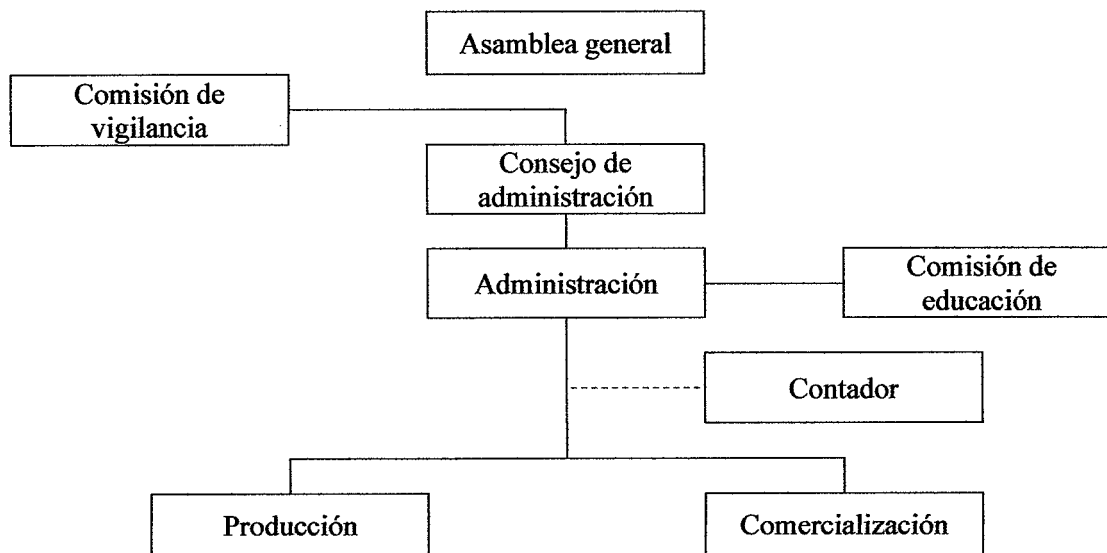 Asamblea general
Comisión de
vigilancia
Consejo de
administración
Administración
Comisión de
educación
Contador
Producción
Comercialización